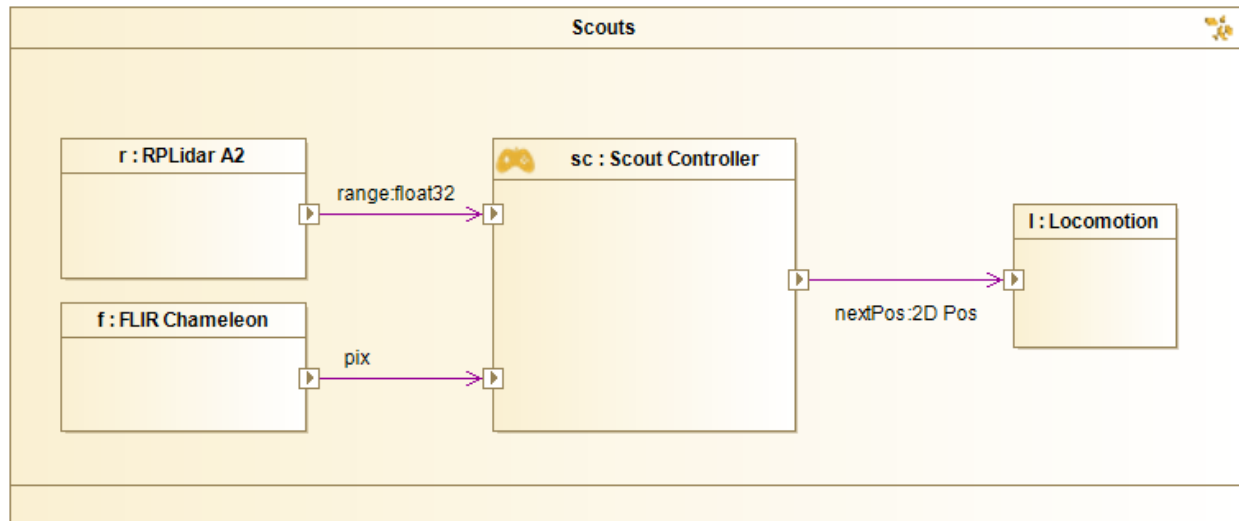 Scouts
r : RPLidar A2
range:float32
sc : Scout Controller
l : Locomotion
f : FLIR Chameleon
pix
nextPos:2D Pos